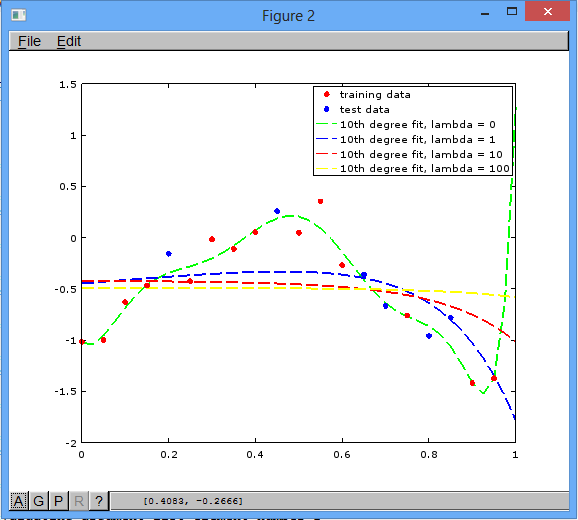 Figure 2
File Edit
1.5
1
0.5
0
-0.5
-1
-1.5
-2
0 0.2 0.4 0.6 0.8 1
training data
test data
10th degree fit, lambda = 0
10th degree fit, lambda = 1
10th degree fit, lambda = 10
10th degree fit, lambda = 100
A G P R ? [0.4083, -0.2666]